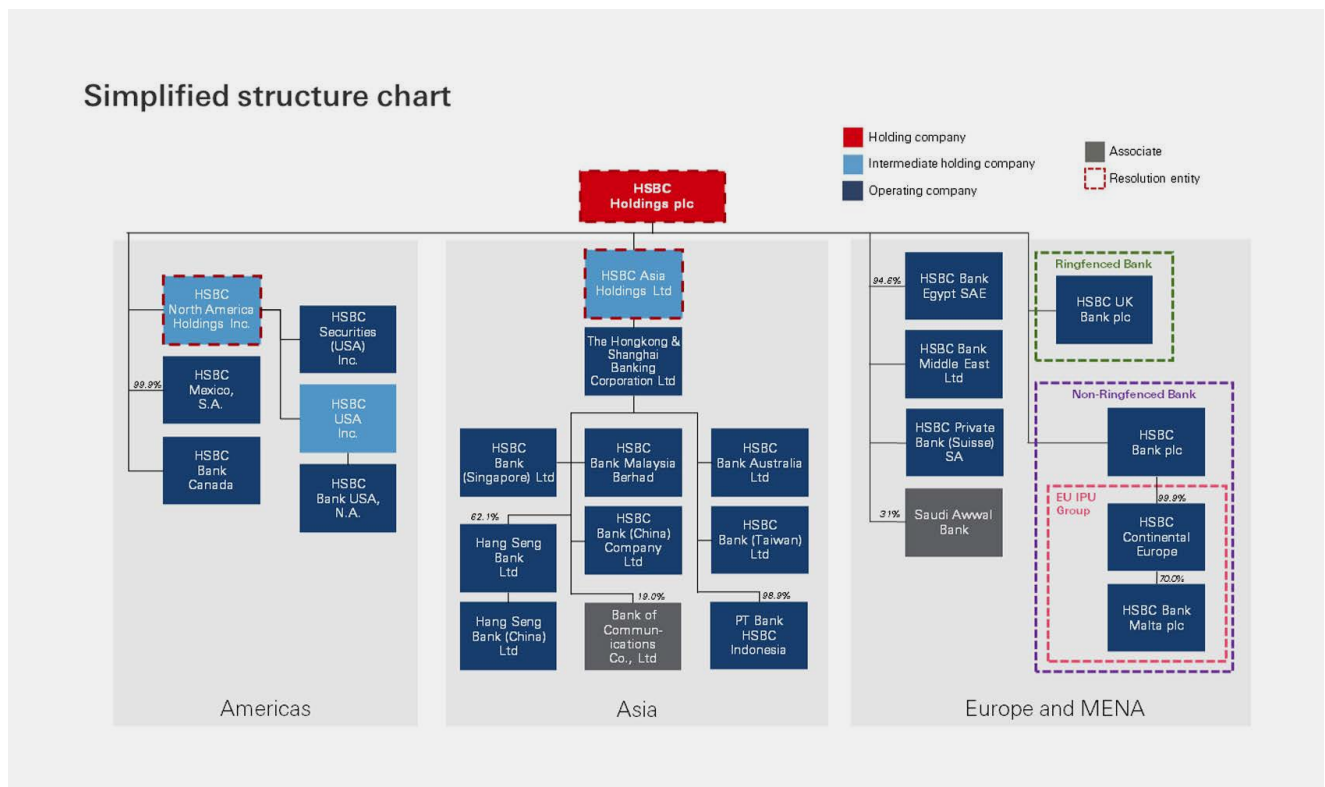 Simplified structure chart
Holding company
Intermediate holding company
Operating company
Associate
Resolution entity
HSBC
Holdings plc
HSBC
North America
Holdings Inc.
HSBC
Securities
(USA)
Inc.
99.9%
HSBC
Mexico,
S.A.
HSBC
USA
Inc.
HSBC
Bank
Canada
HSBC
Bank USA,
N.A.
Americas
HSBC Asia
Holdings Ltd
The Hongkong &
Shanghai
Banking
Corporation Ltd
HSBC
Bank
(Singapore) Ltd
HSBC
Bank Malaysia
Berhad
HSBC
Bank Australia
Ltd
62.1%
Hang Seng
Bank
Ltd
HSBC
Bank (China)
Company
Ltd
HSBC
Bank (Taiwan)
Ltd
Hang Seng
Bank (China)
Ltd
19.0%
Bank of
Commun-
ications
Co., Ltd
98.9%
PT Bank
HSBC
Indonesia
Asia
94.6%
HSBC Bank
Egypt SAE
HSBC Bank
Middle East
Ltd
HSBC Private
Bank (Suisse)
SA
31%
Saudi Awwal
Bank
Ringfenced Bank
HSBC UK
Bank plc
Non-Ringfenced Bank
HSBC
Bank plc
EU IPU
Group
99.9%
HSBC
Continental
Europe
70.0%
HSBC Bank
Malta plc
Europe and MENA